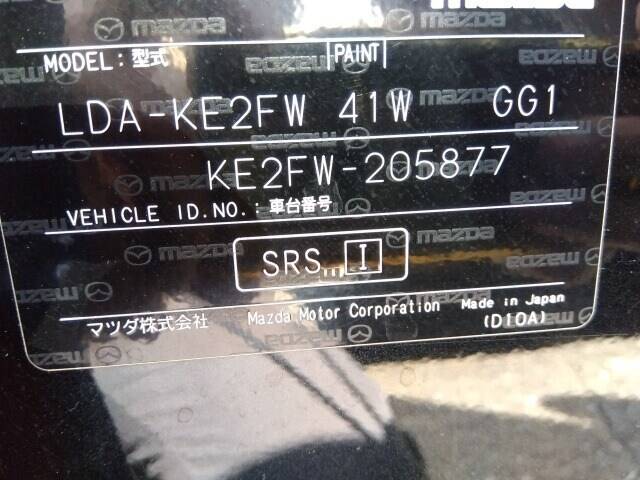 mazda
MODEL: 型式 PAINT
LDA-KE2FW 41W GG1
KE2FW-205877
VEHICLE ID.NO.: 車台番号
SRS I
マツダ株式会社 Mazda Motor Corporation Made in Japan
(D10A)